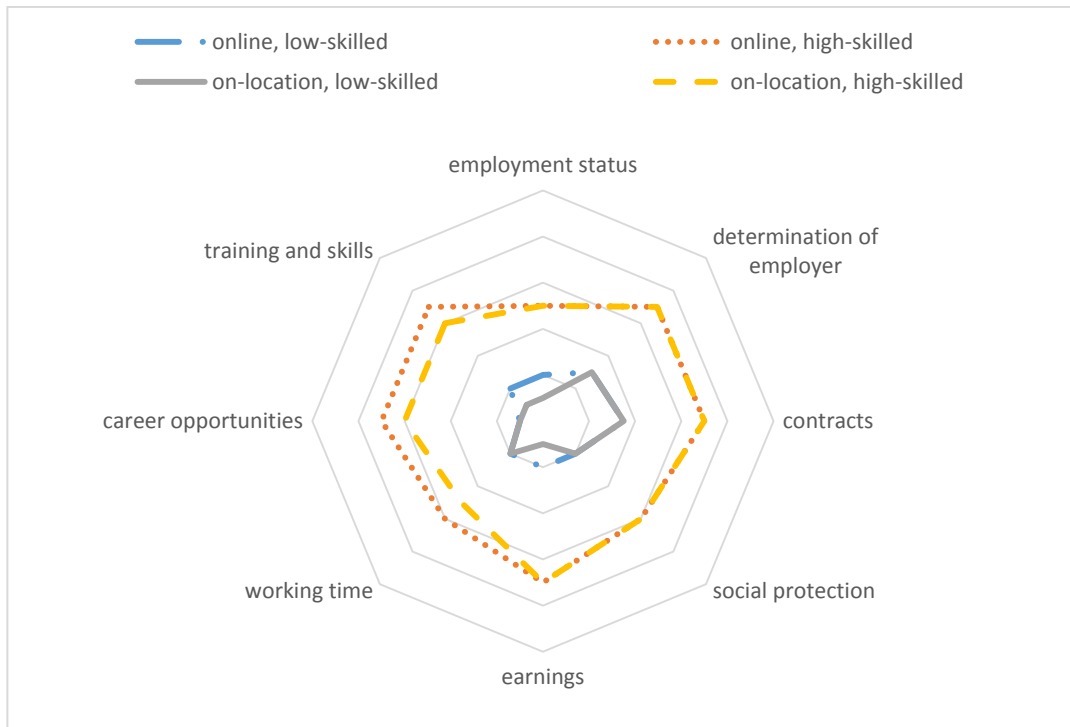 online, low-skilled
online, high-skilled
on-location, low-skilled
on-location, high-skilled
employment status
determination of
employer
training and skills
career opportunities
contracts
working time
social protection
earnings